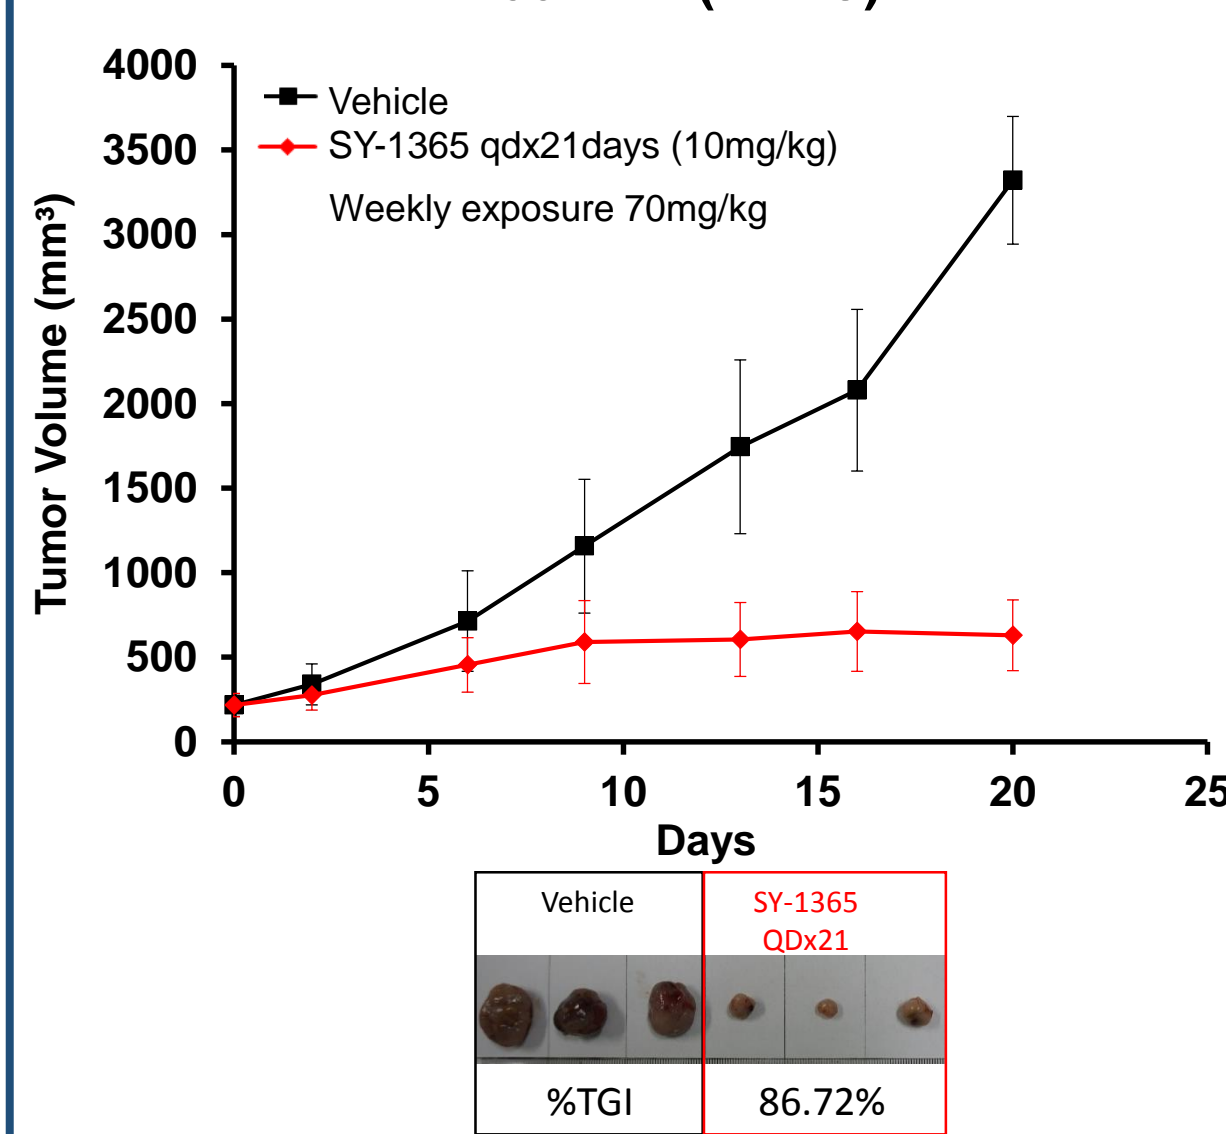 4000
Vehicle
3500
SY-1365 qdx21days (10mg/kg)
Weekly exposure 70mg/kg
3000
2500
2000
1500
1000
500
0
Tumor Volume (mm³)
0 5 10 15 20 25
Days
Vehicle SY-1365
QDx21
%TGI 86.72%